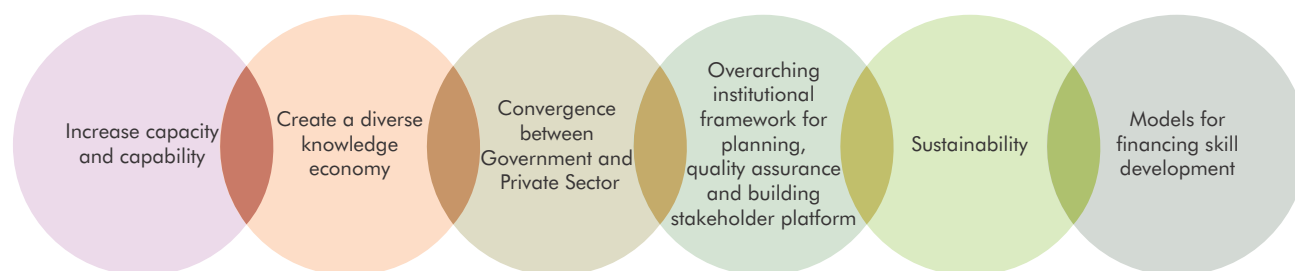 Increase capacity
and capability
Create a diverse
knowledge
economy
Convergence
between
Government and
Private Sector
Overarching
institutional
framework for
planning,
quality assurance
and building
stakeholder platform
Sustainability
Models for
financing skill
development